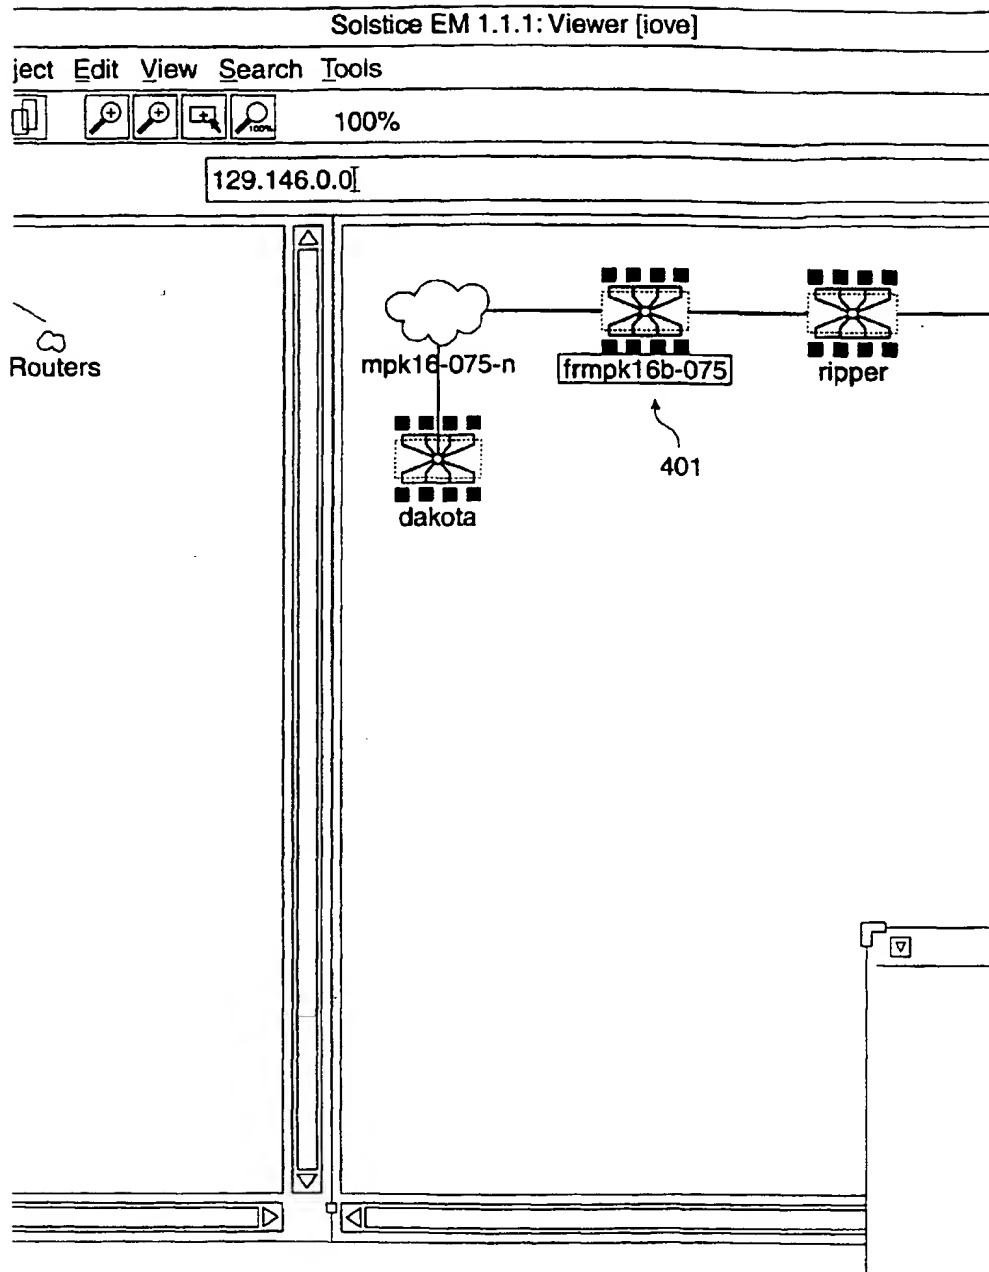 Solstice EM 1.1.1: Viewer [iove]
ject Edit View Search Tools
100% 100%
129.146.0.0
Routers
mpk16-075-n frmpk16b-075 ripper
401
dakota